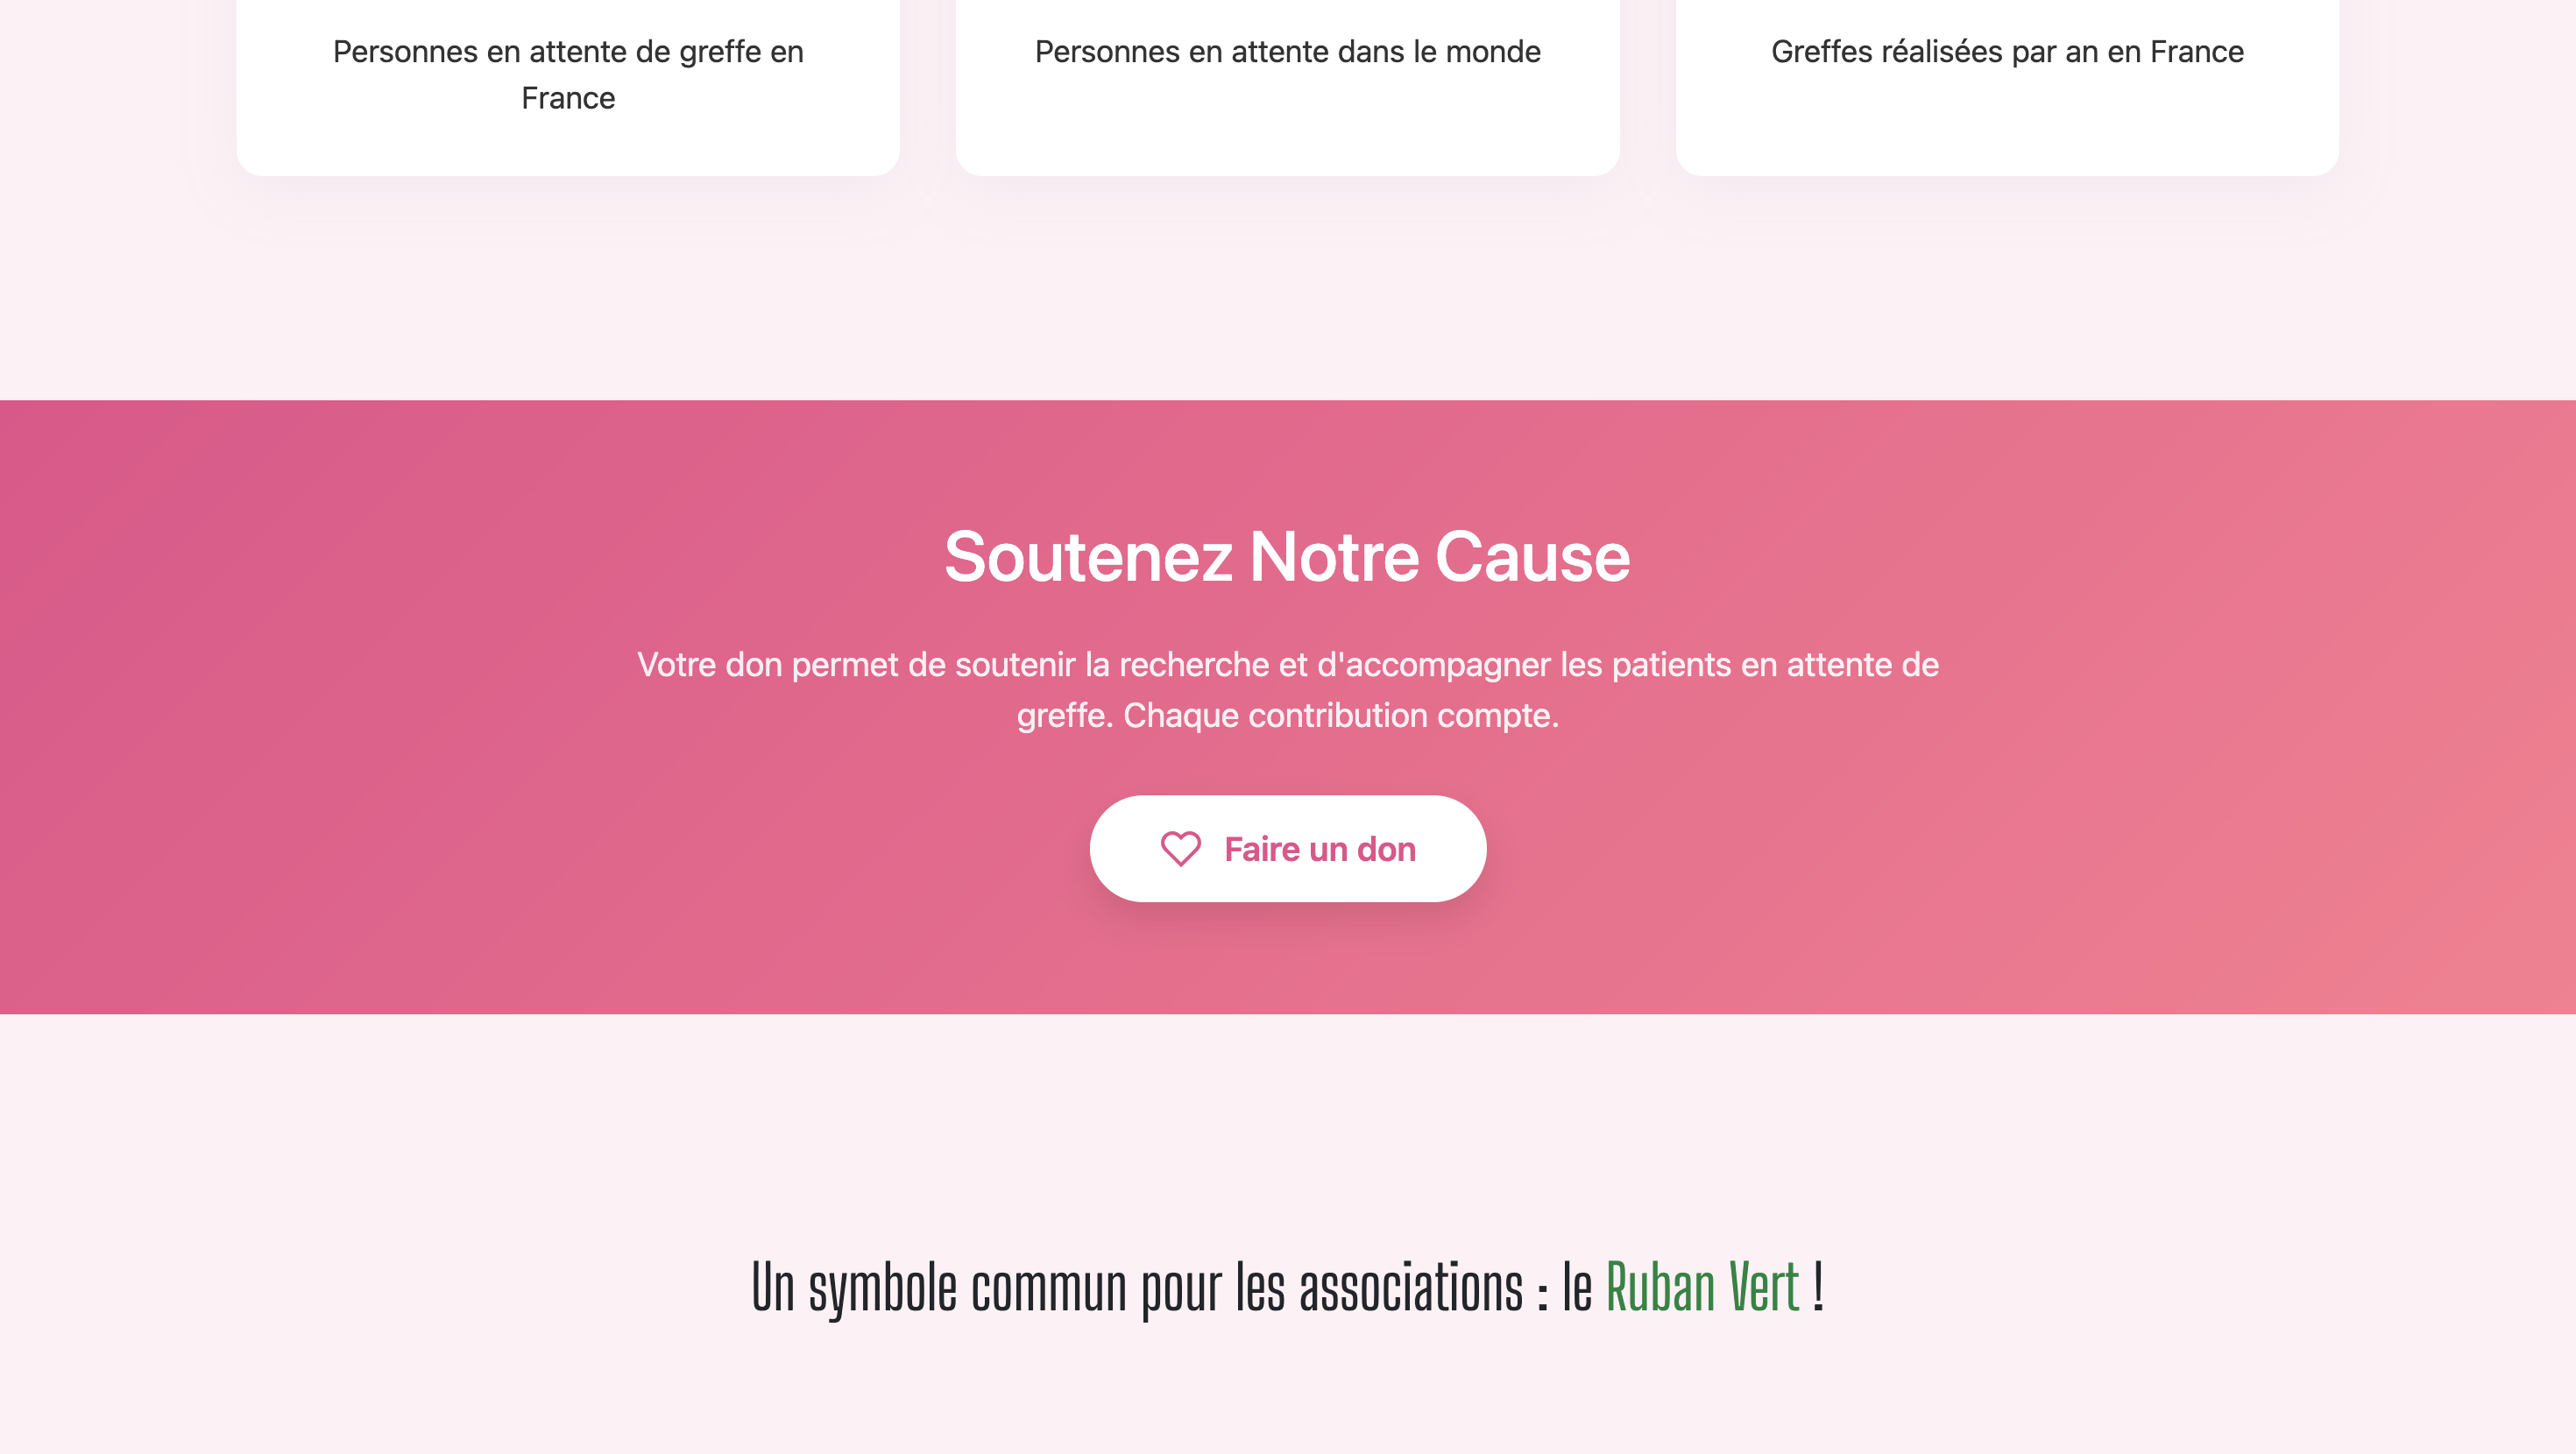 Personnes en attente de greffe en
France
Personnes en attente dans le monde
Greffes réalisées par an en France
Soutenez Notre Cause
Votre don permet de soutenir la recherche et d'accompagner les patients en attente de
greffe. Chaque contribution compte.
Faire un don
Un symbole commun pour les associations : le Ruban Vert !